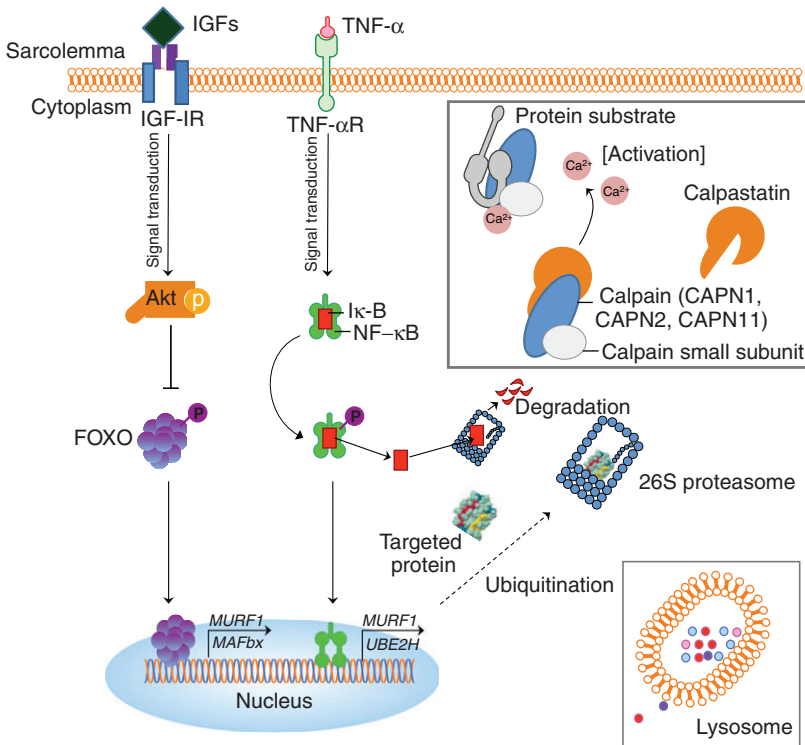 IGFs
TNF-α
Sarcolemma
Cytoplasm
IGF-IR
TNF-αR
Signal transduction
Signal transduction
Protein substrate
[Activation]
Ca2+
Ca2+
Ca2+
Calpastatin
Calpain (CAPN1,
CAPN2, CAPN11)
Calpain small subunit
Akt
p
Iκ-B
NF–κB
P
FOXO
P
Degradation
26S proteasome
Targeted
protein
Ubiquitination
MURF1
MAFbx
MURF1
UBE2H
Nucleus
Lysosome